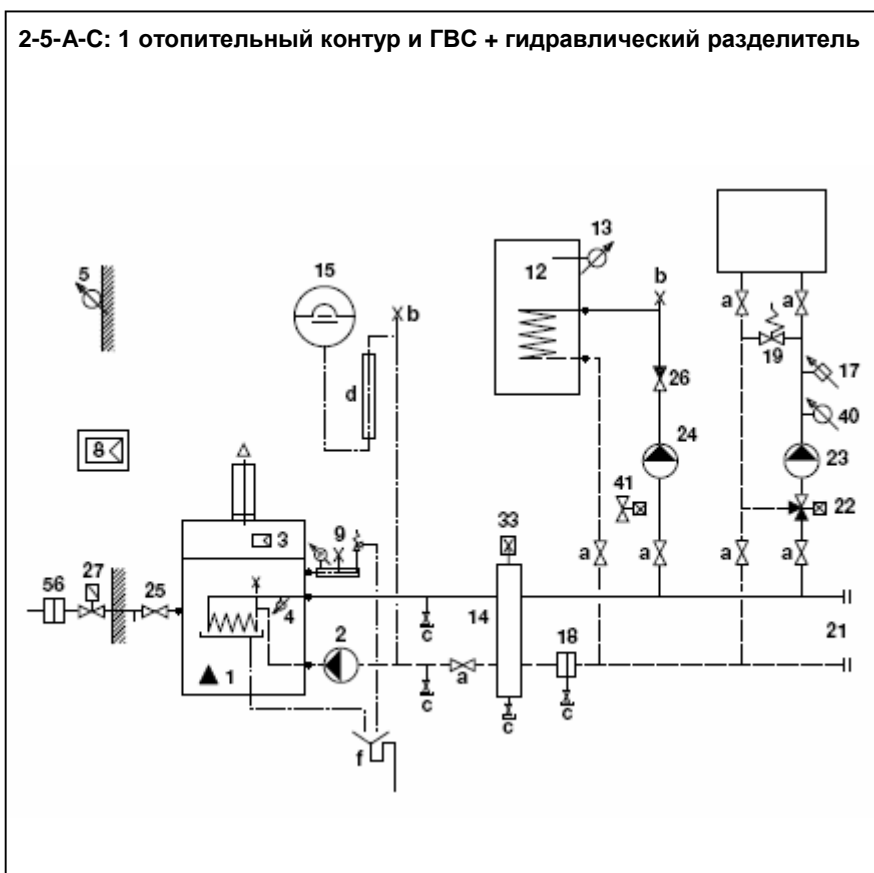 2-5-А-С: 1 отопительный контур и ГВС + гидравлический разделитель
5
15
b
12
13
b
a
a
19
17
40
26
24
23
d
8
41
22
33
a
a
a
a
3
9
56
27
25
4
2
14
18
21
1
c
a
c
c
c
f